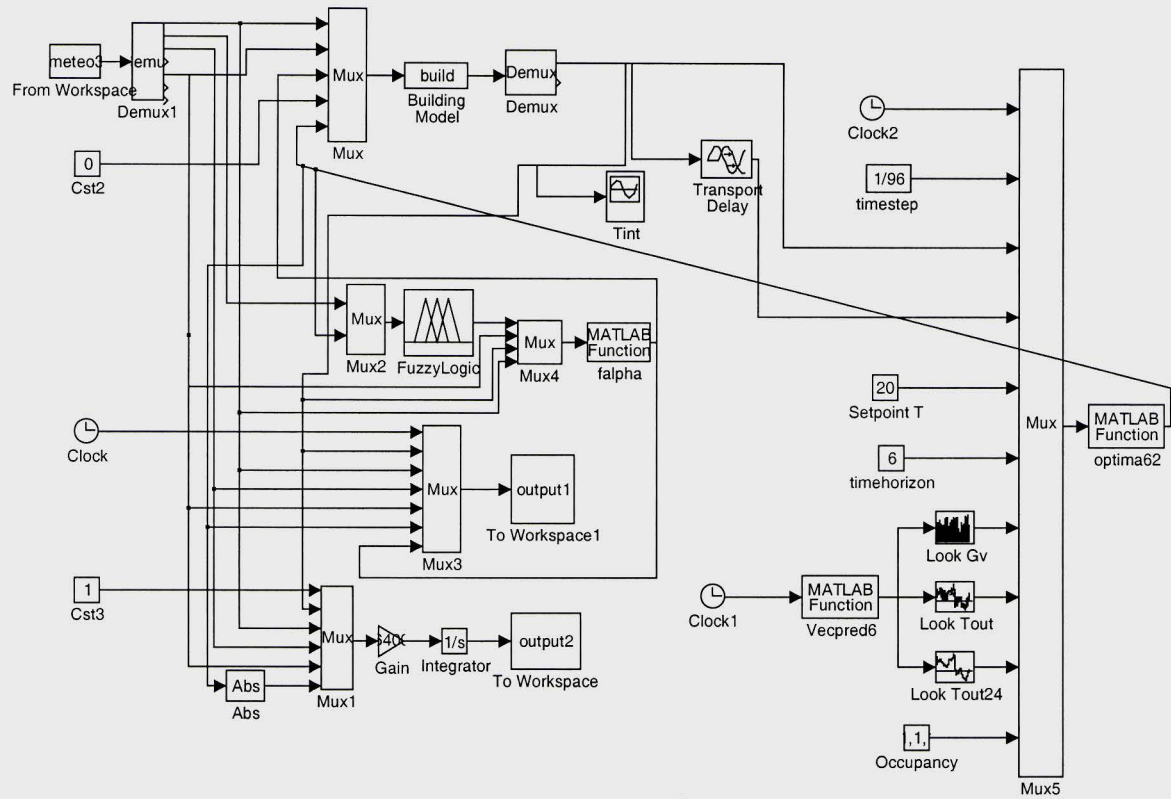 meteo3
From Workspace
emu
Demux1
Mux
Mux
build
Building
Model
Demux
Demux
0
Cst2
Tint
Transport
Delay
Clock2
1/96
timestep
Mux
Mux2
FuzzyLogic
Mux
Mux4
MATLAB
Function
falpha
20
Setpoint T
6
timehorizon
Mux
Mux5
MATLAB
Function
optima62
Clock
Mux
Mux3
output1
To Workspace1
1
Cst3
Mux
Mux1
Gain
1/s
Integrator
output2
To Workspace
Abs
Abs
Clock1
MATLAB
Function
Vecpred6
Look Gv
Look Tout
Look Tout24
1,1,
Occupancy